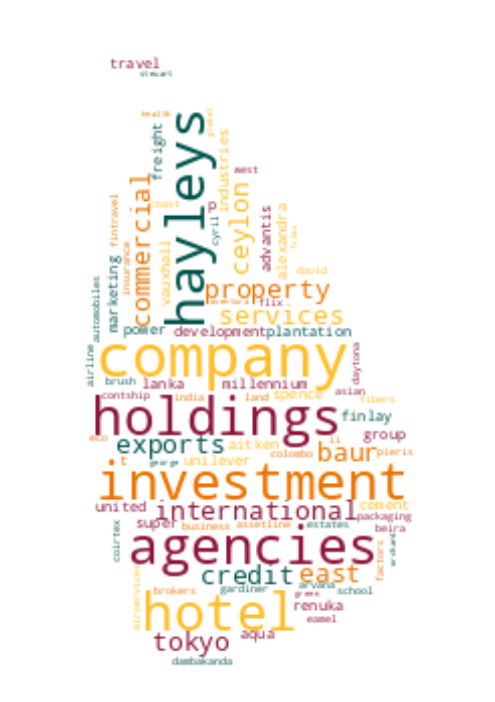 travel
stewart
health
hayleys
freight
industries
west
commercial
coast
p
ceylon
cyril
advantis
alexandra
fintravel
insurance
marketing
vauxhall
david
automobiles
property
flix
services
power
development
plantation
airline
company
daytona
brush
lanka
millennium
contship
india
land
spence
asian
fibers
holdings
finlay
group
eco
exports
aitken
li
baur
pieris
t
george
unilever
colombo
investment
united
international
cement
packaging
super
business
assetline
estates
beira
coirtex
agencies
orchard
factors
credit
east
airservices
brokers
gardiner
arvana
school
green
hotel
renuka
eamel
tokyo
aqua
dambakanda